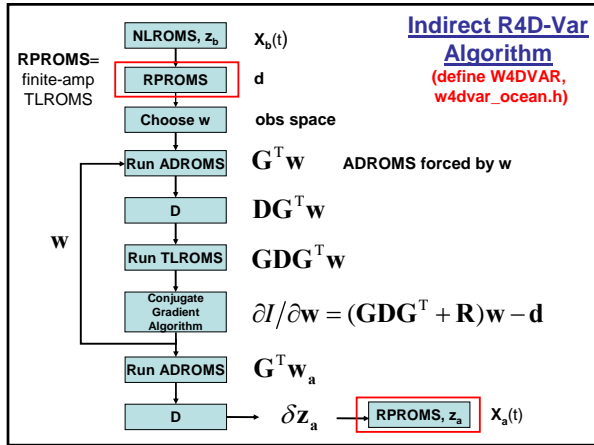 Indirect R4D-Var
Algorithm
(define W4DVAR,
w4dvar_ocean.h)
NLROMS, z_b
X_b(t)
RPROMS=
finite-amp
TLROMS
RPROMS
d
Choose w
obs space
Run ADROMS
G^T w
ADROMS forced by w
D
DG^T w
w
Run TLROMS
GDG^T w
Conjugate
Gradient
Algorithm
∂I/∂w = (GDG^T + R)w − d
Run ADROMS
G^T w_a
D
δz_a
RPROMS, z_a
X_a(t)